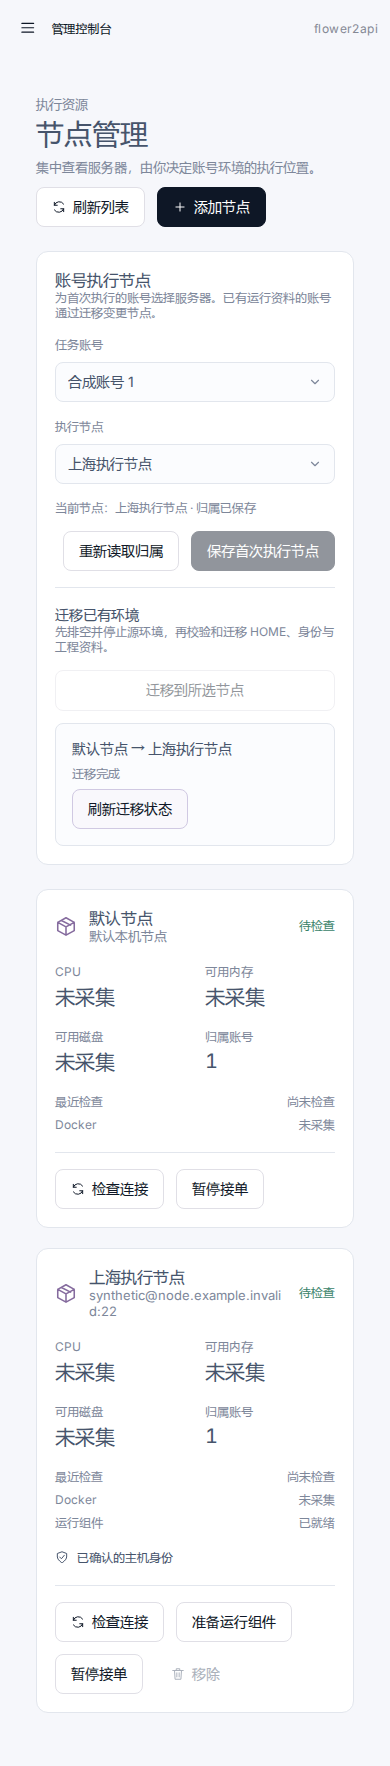 管理控制台
flower2api
执行资源
节点管理
集中查看服务器，由你决定账号环境的执行位置。
刷新列表
添加节点
账号执行节点
为首次执行的账号选择服务器。已有运行资料的账号
通过迁移变更节点。
任务账号
合成账号 1
执行节点
上海执行节点
当前节点：上海执行节点 · 归属已保存
重新读取归属
保存首次执行节点
迁移已有环境
先排空并停止源环境，再校验和迁移 HOME、身份与
工程资料。
迁移到所选节点
默认节点 → 上海执行节点
迁移完成
刷新迁移状态
默认节点
默认本机节点
待检查
CPU
可用内存
未采集
未采集
可用磁盘
归属账号
未采集
1
最近检查
尚未检查
Docker
未采集
检查连接
暂停接单
上海执行节点
synthetic@node.example.invali
d:22
待检查
CPU
可用内存
未采集
未采集
可用磁盘
归属账号
未采集
1
最近检查
尚未检查
Docker
未采集
运行组件
已就绪
已确认的主机身份
检查连接
准备运行组件
暂停接单
移除